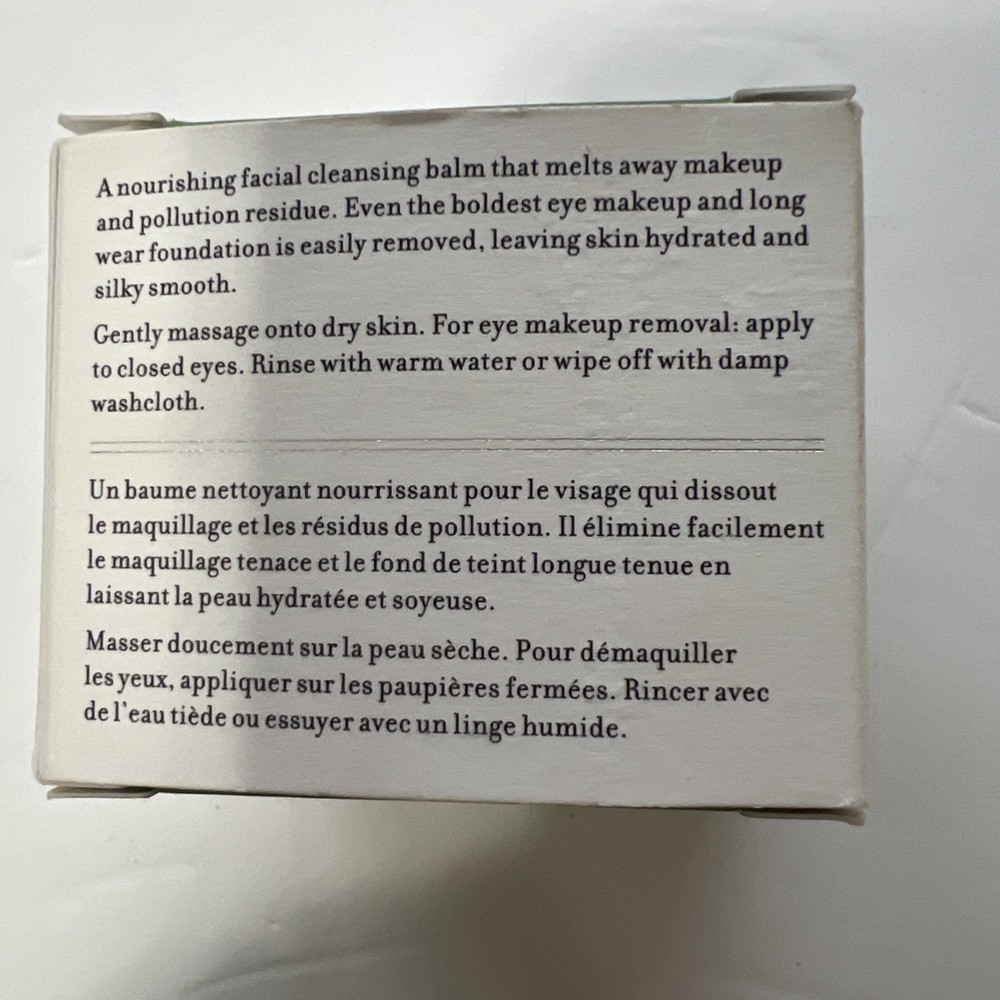 A nourishing facial cleansing balm that melts away makeup
and pollution residue. Even the boldest eye makeup and long
wear foundation is easily removed, leaving skin hydrated and
silky smooth.
Gently massage onto dry skin. For eye makeup removal: apply
to closed eyes. Rinse with warm water or wipe off with damp
washcloth.
Un baume nettoyant nourrissant pour le visage qui dissout
le maquillage et les résidus de pollution. Il élimine facilement
le maquillage tenace et le fond de teint longue tenue en
laissant la peau hydratée et soyeuse.
Masser doucement sur la peau sèche. Pour démaquiller
les yeux, appliquer sur les paupières fermées. Rincer avec
de l'eau tiède ou essuyer avec un linge humide.